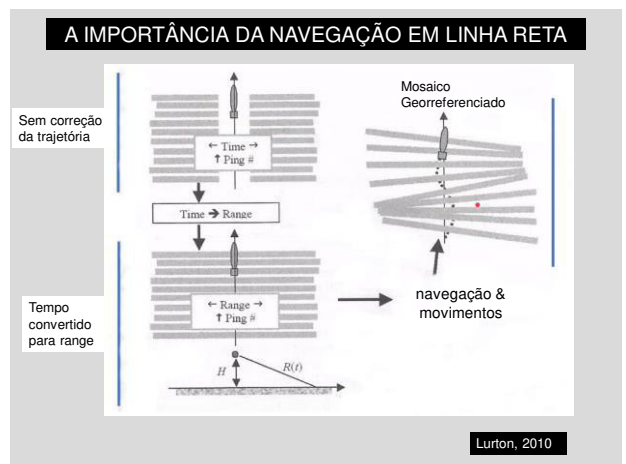 A IMPORTÂNCIA DA NAVEGAÇÃO EM LINHA RETA
Sem correção
da trajetória
← Time →
↑ Ping #
Time → Range
Tempo
convertido
para range
← Range →
↑ Ping #
H
R(t)
Mosaico
Georreferenciado
navegação &
movimentos
Lurton, 2010